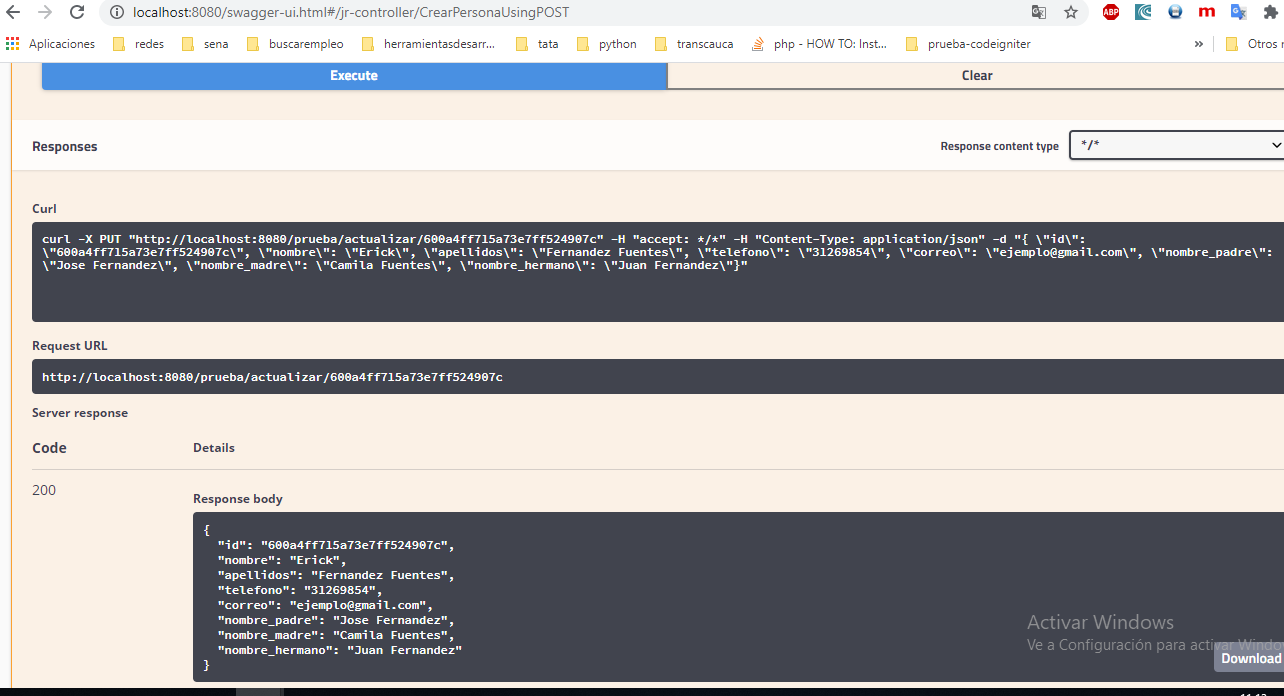 localhost:8080/swagger-ui.html#/jr-controller/CrearPersonaUsingPOST
ABP
m
G
Aplicaciones redes sena buscarempleo herramientasdesarr... tata python transcauca php - HOW TO: Inst... prueba-codeigniter » Otros
Execute Clear
Responses Response content type */*
Curl
curl -X PUT "http://localhost:8080/prueba/actualizar/600a4ff715a73e7ff524907c" -H "accept: */*" -H "Content-Type: application/json" -d "{ \"id\":
\"600a4ff715a73e7ff524907c\", \"nombre\": \"Erick\", \"apellidos\": \"Fernandez Fuentes\", \"telefono\": \"31269854\", \"correo\": \"ejemplo@gmail.com\", \"nombre_padre\":
\"Jose Fernandez\", \"nombre_madre\": \"Camila Fuentes\", \"nombre_hermano\": \"Juan Fernandez\"}"
Request URL
http://localhost:8080/prueba/actualizar/600a4ff715a73e7ff524907c
Server response
Code Details
200
Response body
{
"id": "600a4ff715a73e7ff524907c",
"nombre": "Erick",
"apellidos": "Fernandez Fuentes",
"telefono": "31269854",
"correo": "ejemplo@gmail.com",
"nombre_padre": "Jose Fernandez",
"nombre_madre": "Camila Fuentes",
"nombre_hermano": "Juan Fernandez"
}
Activar Windows
Ve a Configuración para activar Windo
Download